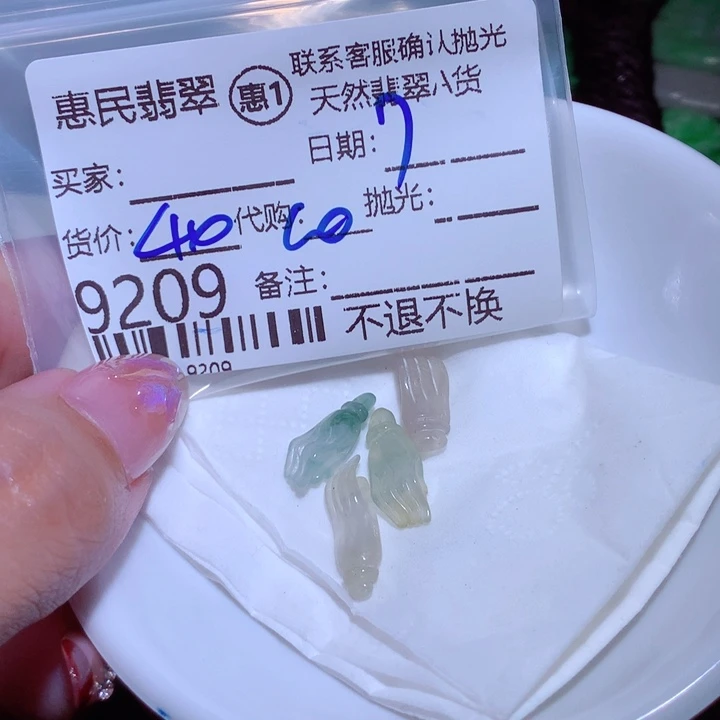 联系客服确认抛光
惠民翡翠 惠1 天然翡翠A货
买家: 日期: 7
货价: 40 代购 10 抛光:
9209 备注:
不退不换
9209